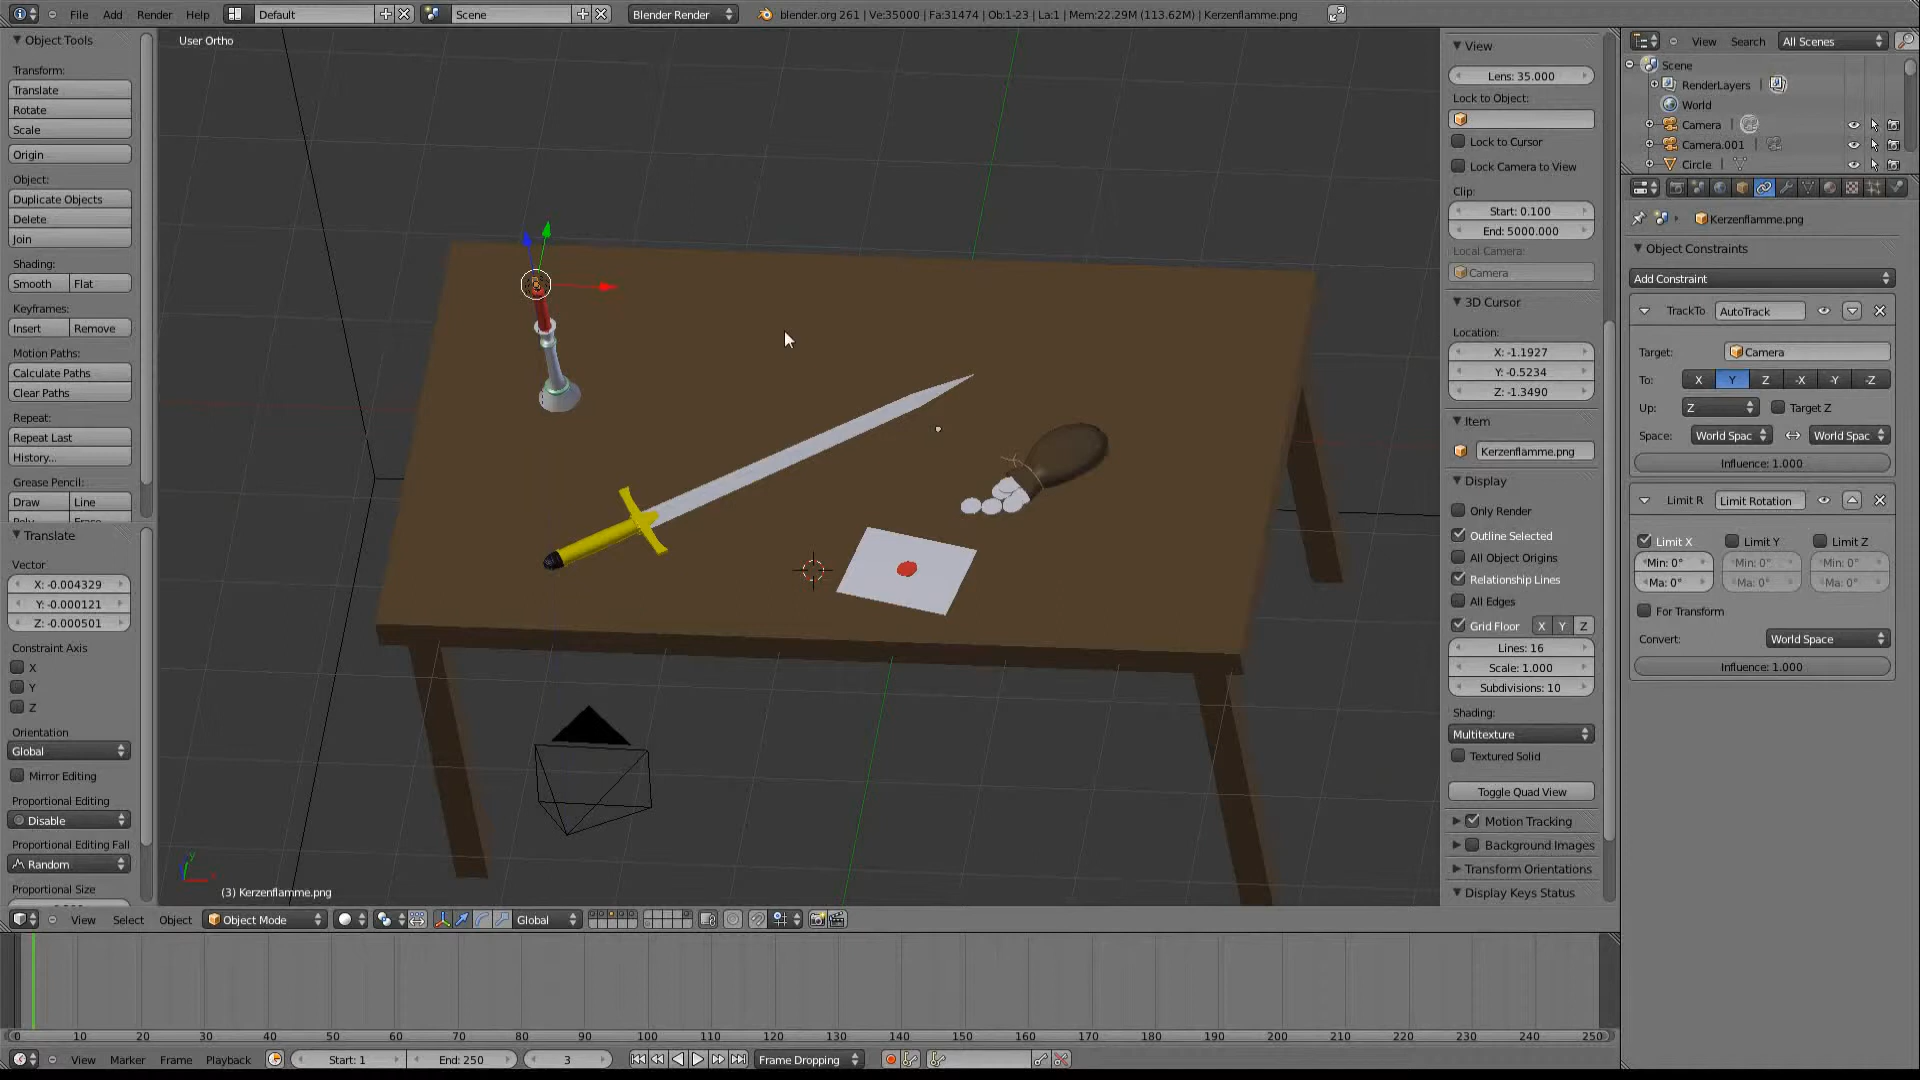 File Add Render Help Default Scene Blender Render blender.org 261 | Ve:35000 | Fa:31474 | Ob:1-23 | La:1 | Mem:22.29M (113.62M) | Kerzenflamme.png
Object Tools
Transform:
Translate
Rotate
Scale
Origin
Object:
Duplicate Objects
Delete
Join
Shading:
Smooth Flat
Keyframes:
Insert Remove
Motion Paths:
Calculate Paths
Clear Paths
Repeat:
Repeat Last
History...
Grease Pencil:
Draw Line
Translate
Vector
X: -0.004329
Y: -0.000121
Z: -0.000501
Constraint Axis
X
Y
Z
Orientation
Global
Mirror Editing
Proportional Editing
Disable
Proportional Editing Fall
Random
Proportional Size
User Ortho
(3) Kerzenflamme.png
View
Lens: 35.000
Lock to Object:
Lock to Cursor
Lock Camera to View
Clip:
Start: 0.100
End: 5000.000
Local Camera:
Camera
3D Cursor
Location:
X: -1.1927
Y: -0.5234
Z: -1.3490
Item
Kerzenflamme.png
Display
Only Render
Outline Selected
All Object Origins
Relationship Lines
All Edges
Grid Floor X Y Z
Lines: 16
Scale: 1.000
Subdivisions: 10
Shading:
Multitexture
Textured Solid
Toggle Quad View
Motion Tracking
Background Images
Transform Orientations
Display Keys Status
View Search All Scenes
Scene
RenderLayers
World
Camera
Camera.001
Circle
Kerzenflamme.png
Object Constraints
Add Constraint
TrackTo AutoTrack
Target: Camera
To: X Y Z -X -Y -Z
Up: Z Target Z
Space: World Spac World Spac
Influence: 1.000
Limit R Limit Rotation
Limit X Limit Y Limit Z
Min: 0° Min: 0° Min: 0°
Ma: 0° Ma: 0° Ma: 0°
For Transform
Convert: World Space
Influence: 1.000
View Select Object Object Mode Global
0 10 20 30 40 50 60 70 80 90 100 110 120 130 140 150 160 170 180 190 200 210 220 230 240 250
View Marker Frame Playback Start: 1 End: 250 3 Frame Dropping